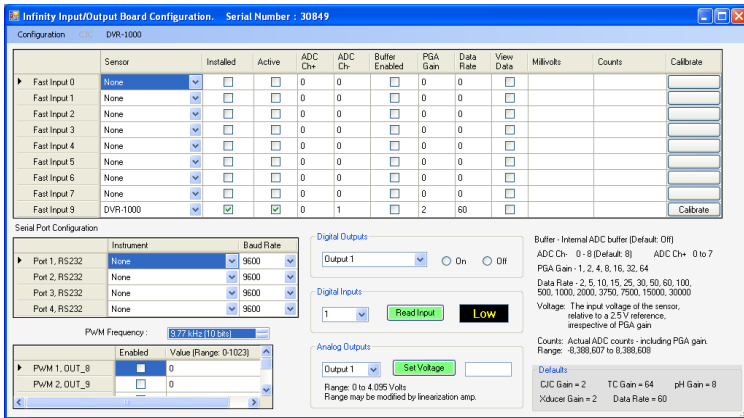 Infinity Input/Output Board Configuration.    Serial Number : 30849
Configuration CJC DVR-1000
Sensor Installed Active ADC Ch+ ADC Ch- Buffer Enabled PGA Gain Data Rate View Data Millivolts Counts Calibrate
Fast Input 0 None 0 0 0 0
Fast Input 1 None 0 0 0 0
Fast Input 2 None 0 0 0 0
Fast Input 3 None 0 0 0 0
Fast Input 4 None 0 0 0 0
Fast Input 5 None 0 0 0 0
Fast Input 6 None 0 0 0 0
Fast Input 7 None 0 0 0 0
Fast Input 9 DVR-1000 0 1 2 60 Calibrate
Serial Port Configuration
Instrument Baud Rate
Port 1, RS232 None 9600
Port 2, RS232 None 9600
Port 3, RS232 None 9600
Port 4, RS232 None 9600
PWM Frequency : 9.77 kHz (10 bits)
Enabled Value (Range: 0-1023)
PWM 1, OUT_8 0
PWM 2, OUT_9 0
Digital Outputs
Output 1 On Off
Digital Inputs
1 Read Input Low
Analog Outputs
Output 1 Set Voltage
Range: 0 to 4.095 Volts
Range may be modified by linearization amp.
Buffer - Internal ADC buffer (Default: Off)
ADC Ch- 0 - 8 (Default: 8) ADC Ch+ 0 to 7
PGA Gain - 1, 2, 4, 8, 16, 32, 64
Data Rate - 2, 5, 10, 15, 25, 30, 50, 60, 100,
500, 1000, 2000, 3750, 7500, 15000, 30000
Voltage: The input voltage of the sensor,
relative to a 2.5 V reference,
irrespective of PGA gain
Counts: Actual ADC counts - including PGA gain.
Range: -8,388,607 to 8,388,608
Defaults
CJC Gain = 2 TC Gain = 64 pH Gain = 8
Xducer Gain = 2 Data Rate = 60